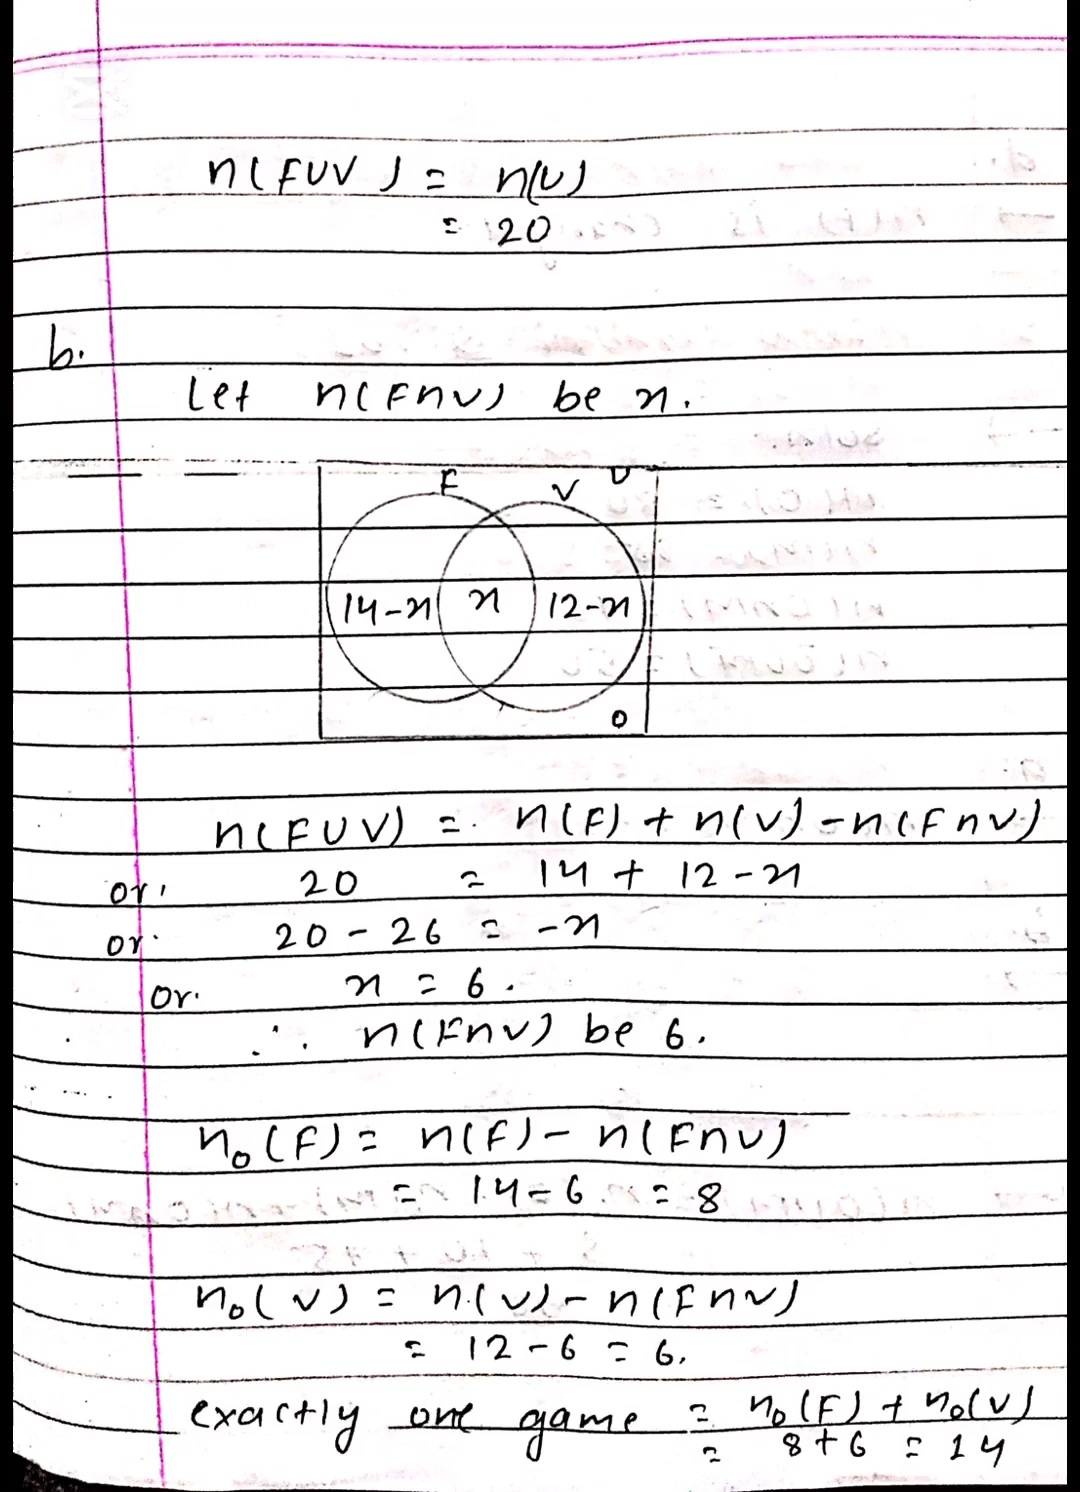 n(FUV) = n(U)
= 20
b.
Let n(F∩V) be x.
F V U
14-x x 12-x
0
n(FUV) = n(F) + n(V) - n(F∩V)
or, 20 = 14 + 12 - x
or. 20 - 26 = -x
or. x = 6.
∴ n(F∩V) be 6.
n₀(F) = n(F) - n(F∩V)
= 14 - 6 = 8
n₀(V) = n(V) - n(F∩V)
= 12 - 6 = 6.
exactly one game = n₀(F) + n₀(V)
= 8+6 = 14